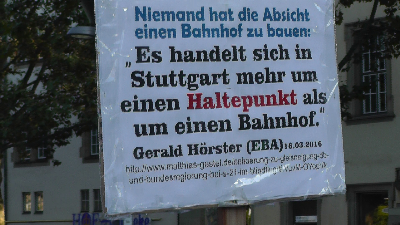 Niemand hat die Absicht
einen Bahnhof zu bauen:
„Es handelt sich in
Stuttgart mehr um
einen Haltepunkt als
um einen Bahnhof."
Gerald Hörster (EBA) 16.03.2016